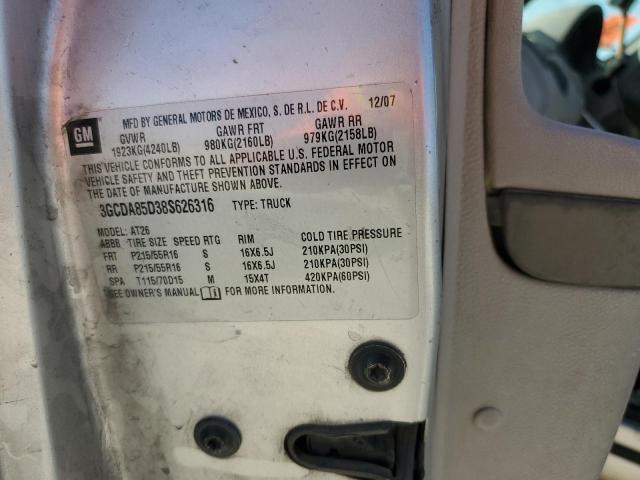 MFD BY GENERAL MOTORS DE MEXICO, S. DE R.L. DE C.V. 12/07
GM GVWR GAWR FRT GAWR RR
1923KG(4240LB) 980KG(2160LB) 979KG(2158LB)
THIS VEHICLE CONFORMS TO ALL APPLICABLE U.S. FEDERAL MOTOR
VEHICLE SAFETY AND THEFT PREVENTION STANDARDS IN EFFECT ON
THE DATE OF MANUFACTURE SHOWN ABOVE.
3GCDA85D38S626316 TYPE: TRUCK
MODEL: AT26
ABBR TIRE SIZE SPEED RTG RIM COLD TIRE PRESSURE
FRT P215/55R16 S 16X6.5J 210KPA(30PSI)
RR P215/55R16 S 16X6.5J 210KPA(30PSI)
SPA T115/70D15 M 15X4T 420KPA(60PSI)
SEE OWNER'S MANUAL FOR MORE INFORMATION.